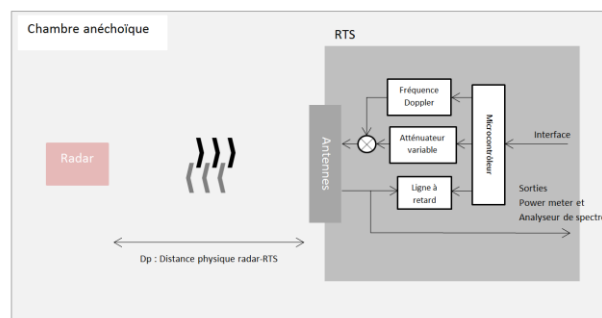 Chambre anéchoïque
RTS
Fréquence
Doppler
Radar
Antennes
Atténuateur
variable
Microcontrôleur
Interface
Ligne à
retard
Sorties
Power meter et
Analyseur de spectre
Dp : Distance physique radar-RTS